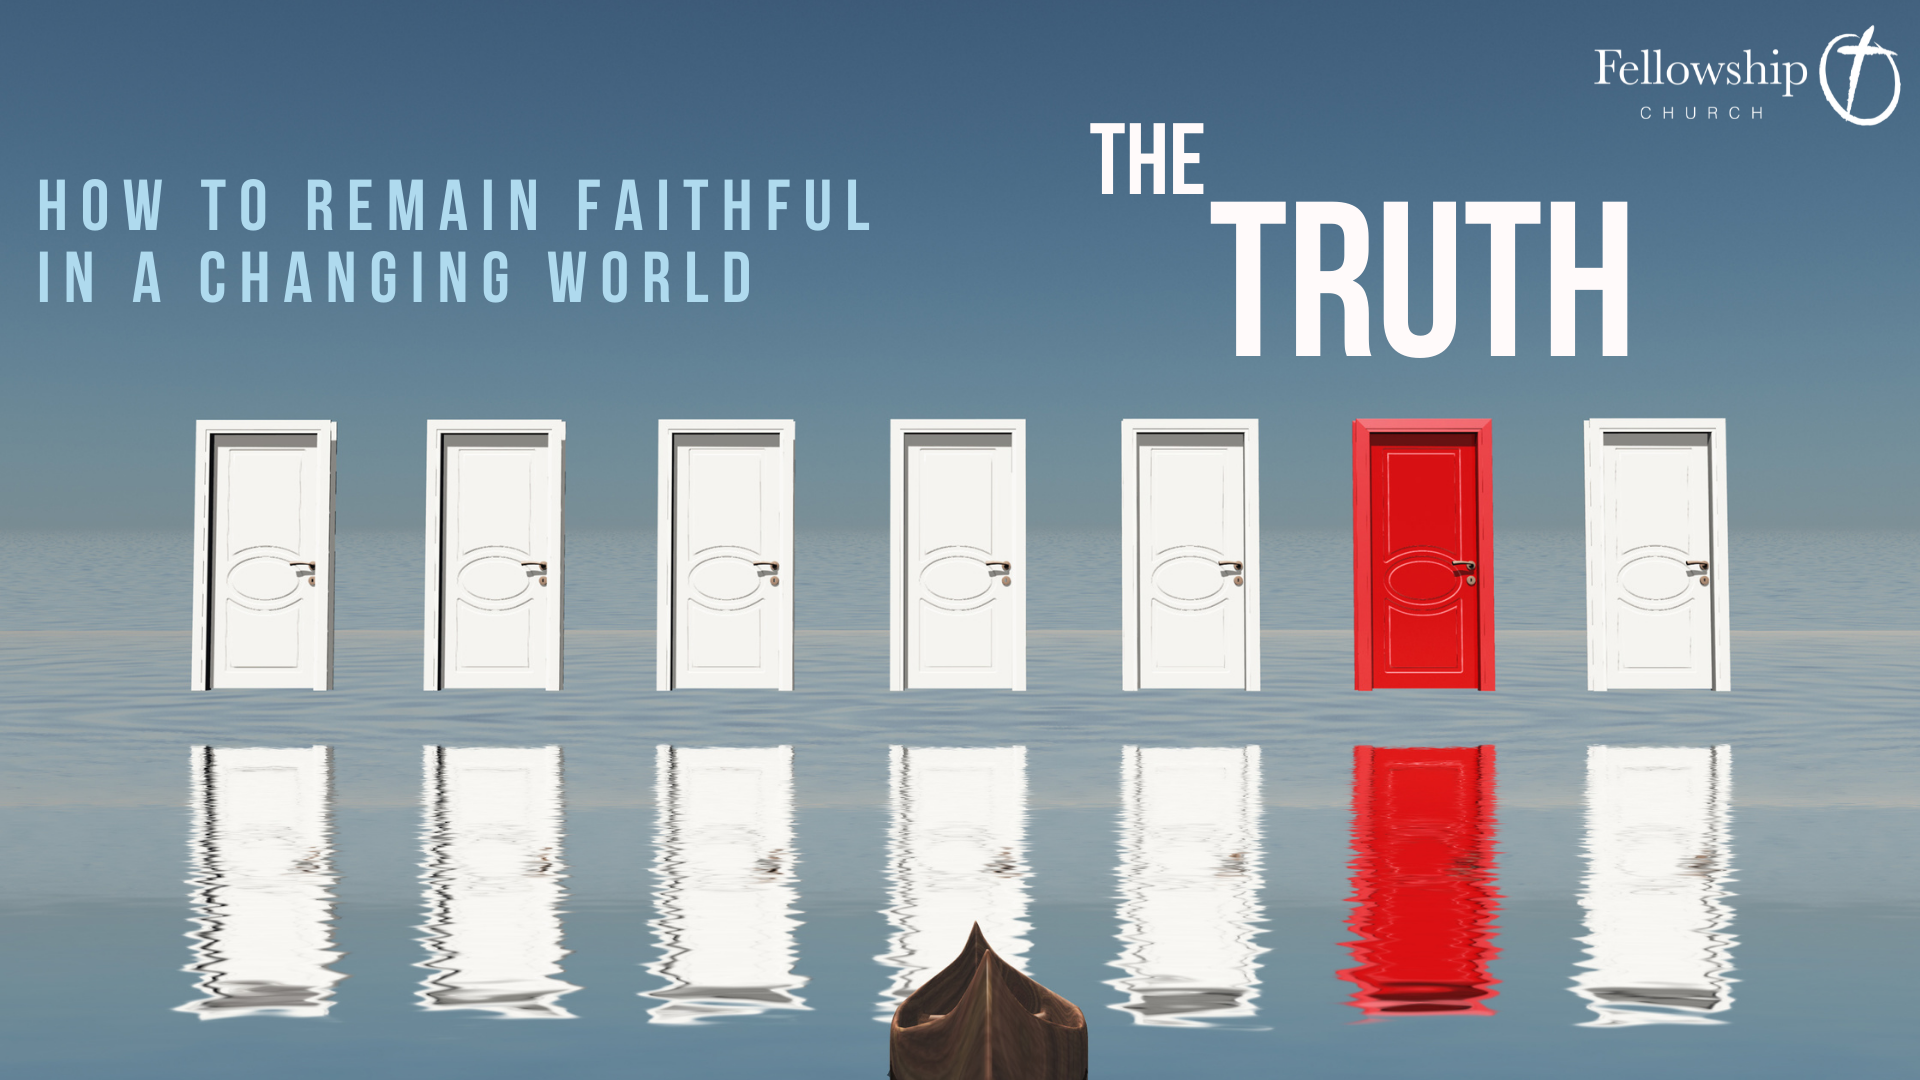 Fellowship
CHURCH
HOW TO REMAIN FAITHFUL
IN A CHANGING WORLD
THE
TRUTH